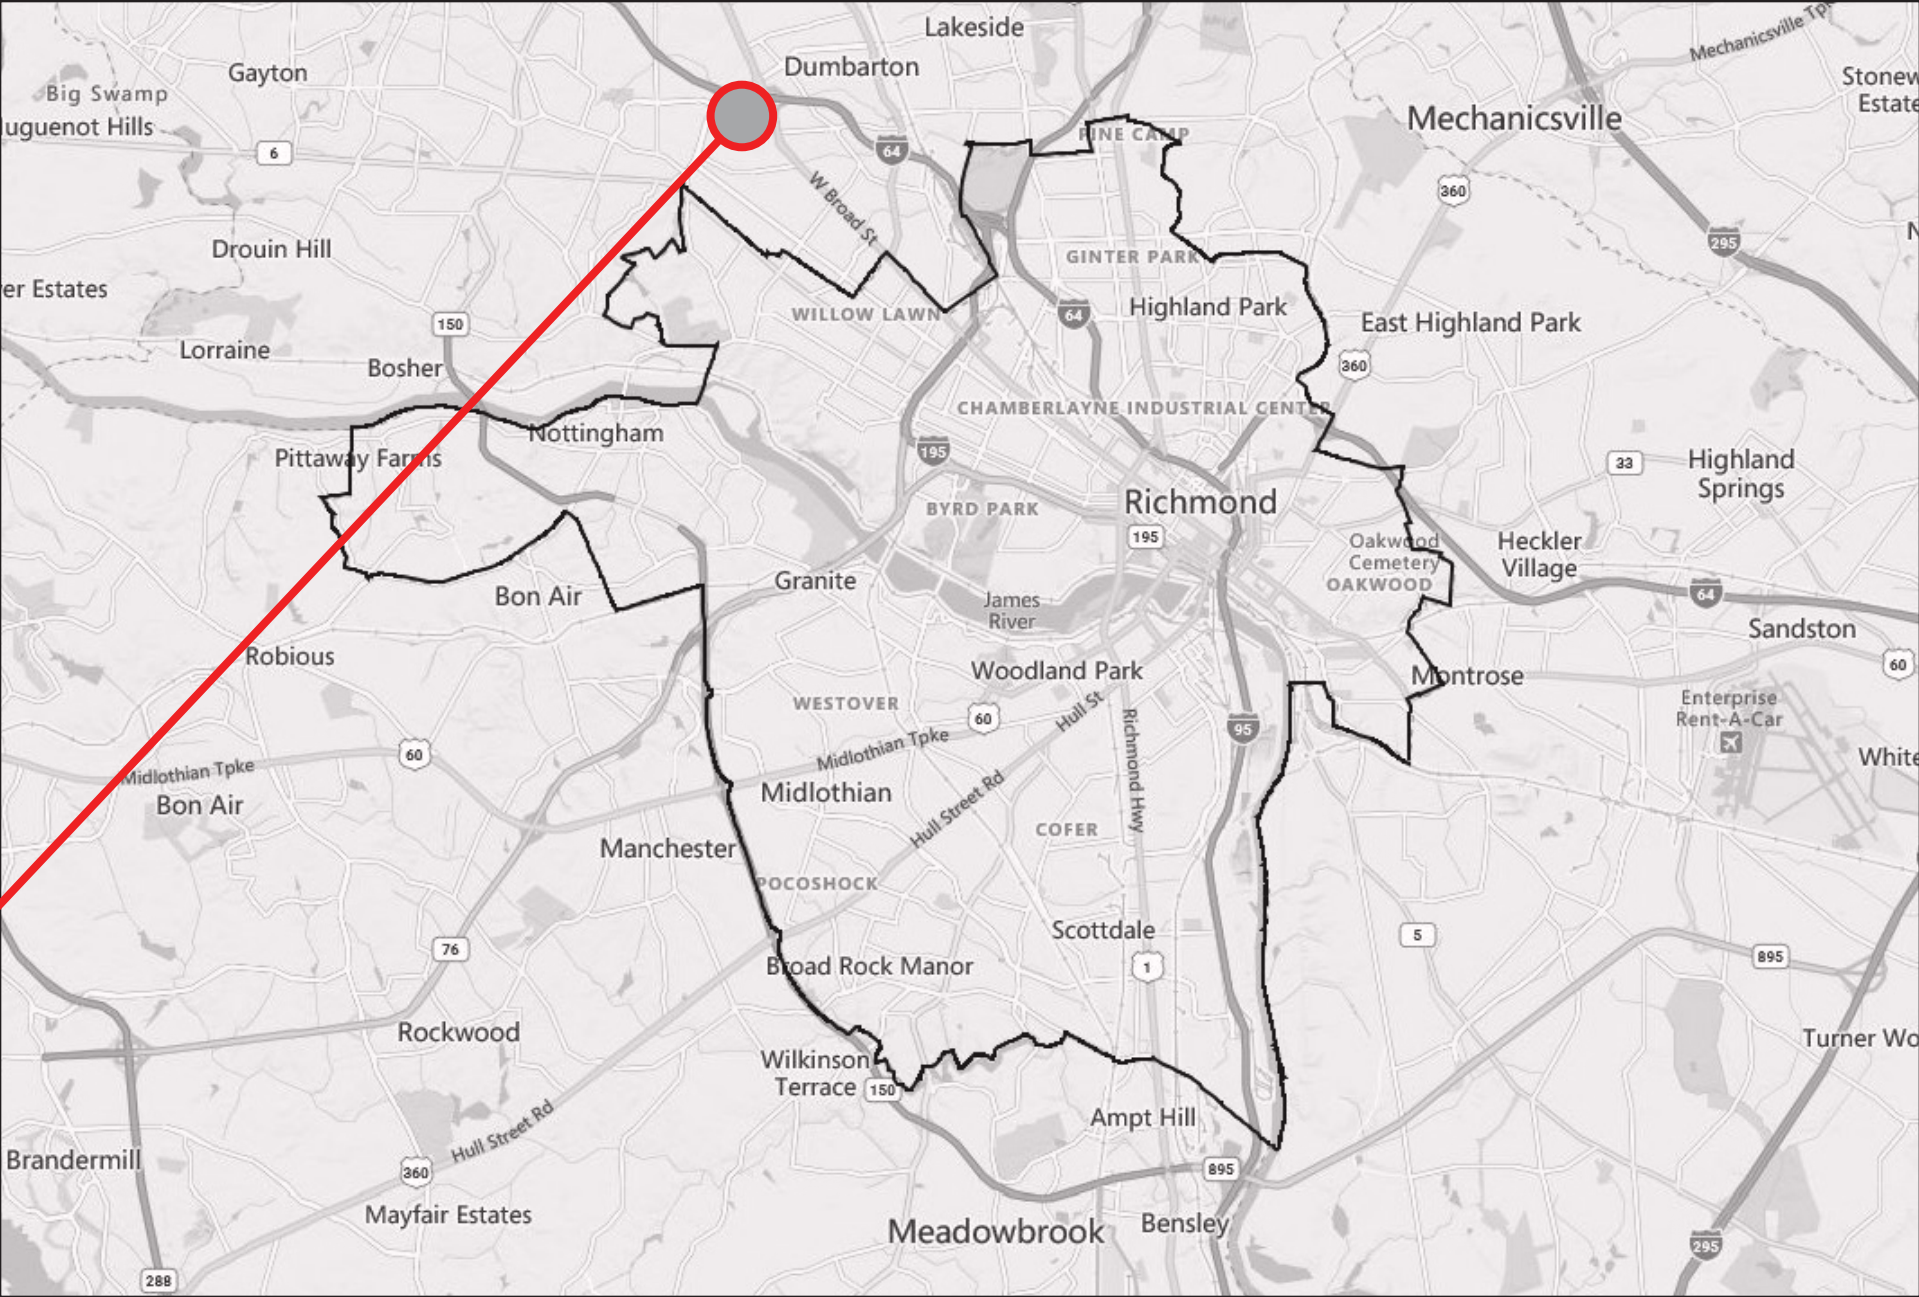 Lakeside
Mechanicsville Tpk
Dumbarton
Gayton
Stonew
Estate
Big Swamp
uguenot Hills
Mechanicsville
PINE CAMP
6
64
360
W Broad St
Drouin Hill
295
N
GINTER PARK
er Estates
Highland Park
WILLOW LAWN
64
East Highland Park
150
Lorraine
Bosher
360
CHAMBERLAYNE INDUSTRIAL CENTER
Nottingham
Pittaway Farms
195
33
Highland
Springs
Richmond
BYRD PARK
195
Oakwood
Cemetery
OAKWOOD
Heckler
Village
Granite
Bon Air
James
River
64
Sandston
Robious
Woodland Park
Montrose
60
WESTOVER
60
Hull St
Richmond Hwy
95
Enterprise
Rent-A-Car
60
Midlothian Tpke
Midlothian Tpke
White
Bon Air
Midlothian
Hull Street Rd
COFER
Manchester
POCOSHOCK
Scottdale
5
76
Broad Rock Manor
1
895
Rockwood
Turner Wo
Wilkinson
Terrace
150
Ampt Hill
Hull Street Rd
Brandermill
360
895
Mayfair Estates
Meadowbrook
Bensley
295
288